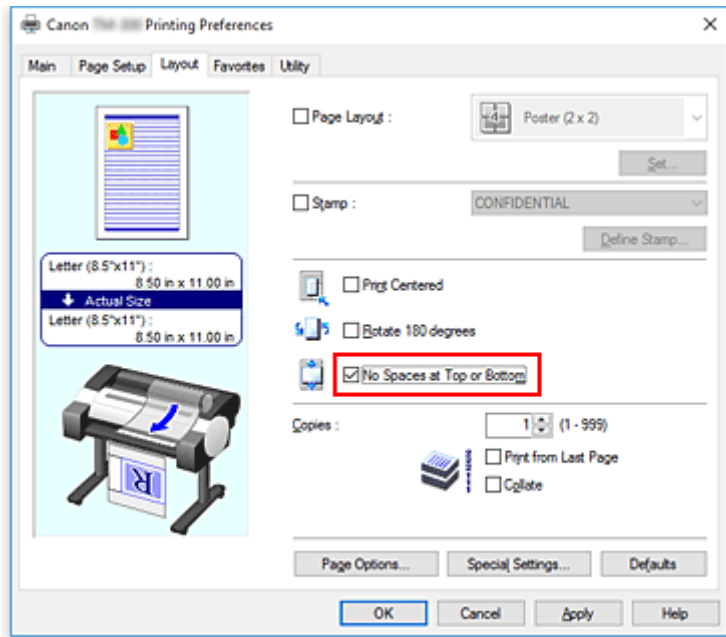 Canon Printing Preferences
Main Page Setup Layout Favorites Utility
Page Layout : Poster (2 x 2)
Set...
Stamp : CONFIDENTIAL
Define Stamp...
Letter (8.5"x11") :
8.50 in x 11.00 in
Actual Size
Letter (8.5"x11") :
8.50 in x 11.00 in
Print Centered
Rotate 180 degrees
No Spaces at Top or Bottom
Copies : 1 (1 - 999)
Print from Last Page
Collate
R
Page Options... Special Settings... Defaults
OK Cancel Apply Help